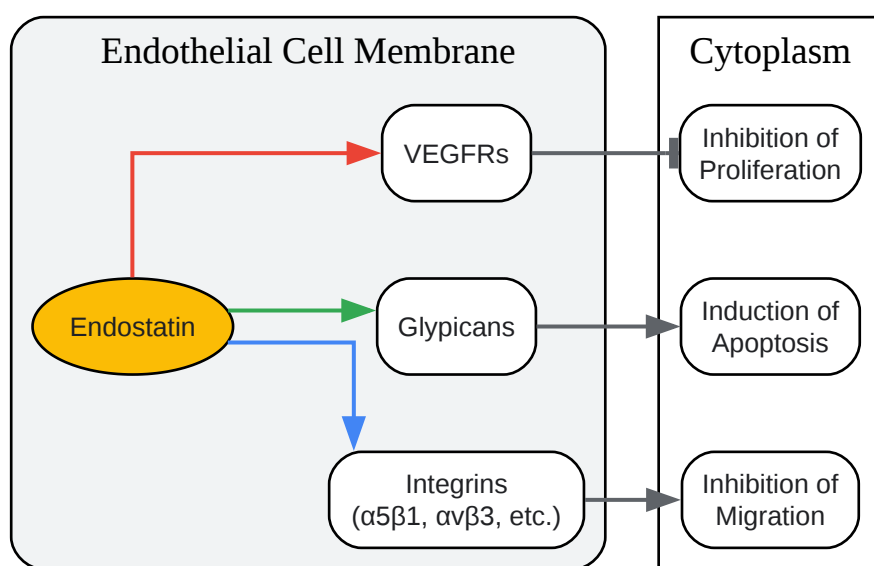 Endothelial Cell Membrane
Cytoplasm
VEGFRs
Inhibition of
Proliferation
Endostatin
Glypicans
Induction of
Apoptosis
Integrins
(α5β1, αvβ3, etc.)
Inhibition of
Migration